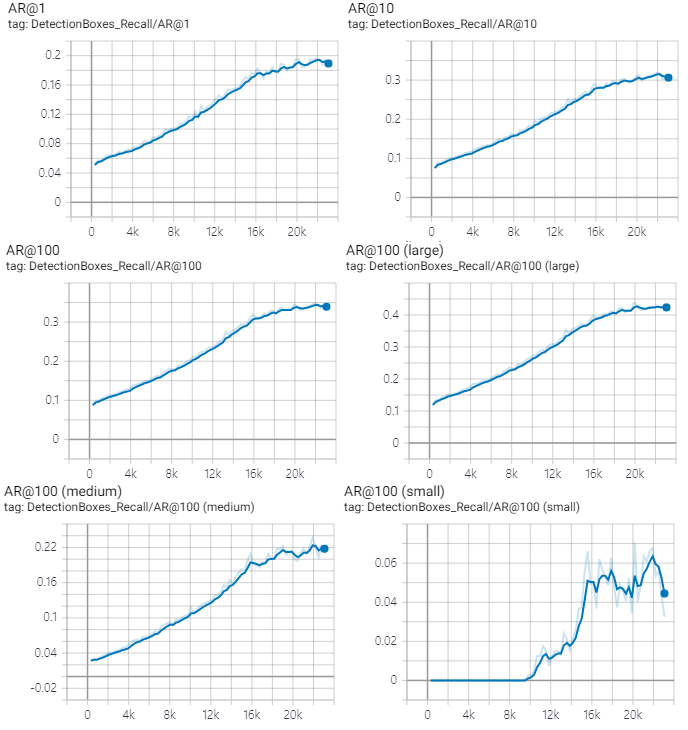 AR@1
tag: DetectionBoxes_Recall/AR@1
0.2
0.16
0.12
0.08
0.04
0
0 4k 8k 12k 16k 20k
AR@10
tag: DetectionBoxes_Recall/AR@10
0.3
0.2
0.1
0
0 4k 8k 12k 16k 20k
AR@100
tag: DetectionBoxes_Recall/AR@100
0.3
0.2
0.1
0
0 4k 8k 12k 16k 20k
AR@100 (large)
tag: DetectionBoxes_Recall/AR@100 (large)
0.4
0.3
0.2
0.1
0
0 4k 8k 12k 16k 20k
AR@100 (medium)
tag: DetectionBoxes_Recall/AR@100 (medium)
0.22
0.16
0.1
0.04
-0.02
0 4k 8k 12k 16k 20k
AR@100 (small)
tag: DetectionBoxes_Recall/AR@100 (small)
0.06
0.04
0.02
0
0 4k 8k 12k 16k 20k